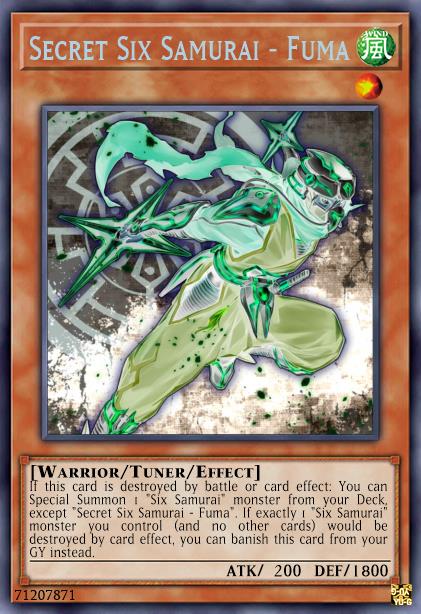 Secret Six Samurai - Fuma
WIND
風
[Warrior/Tuner/Effect]
If this card is destroyed by battle or card effect: You can
Special Summon 1 "Six Samurai" monster from your Deck,
except "Secret Six Samurai - Fuma". If exactly 1 "Six Samurai"
monster you control (and no other cards) would be
destroyed by card effect, you can banish this card from your
GY instead.
ATK/ 200 DEF/1800
71207871